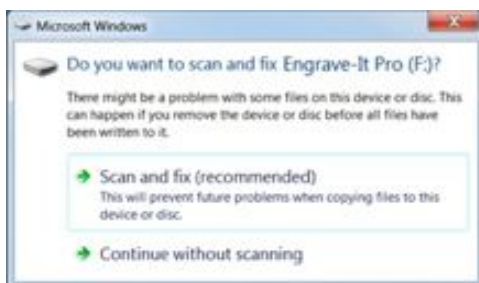 Microsoft Windows
Do you want to scan and fix Engrave-It Pro (F:)?
There might be a problem with some files on this device or disc. This
can happen if you remove the device or disc before all files have
been written to it.
Scan and fix (recommended)
This will prevent future problems when copying files to this
device or disc.
Continue without scanning